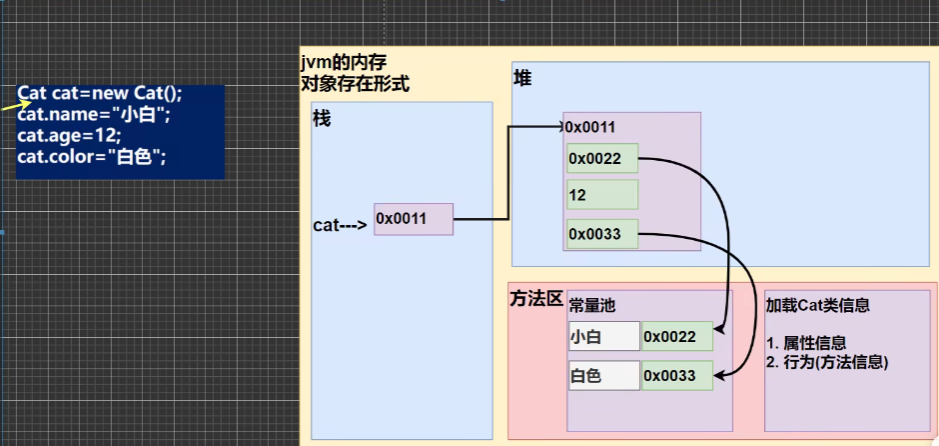 Cat cat=new Cat();
cat.name="小白";
cat.age=12;
cat.color="白色";
jvm的内存
对象存在形式
栈
cat--->
0x0011
堆
0x0011
0x0022
12
0x0033
方法区
常量池
小白
0x0022
白色
0x0033
加载Cat类信息
1. 属性信息
2. 行为(方法信息)